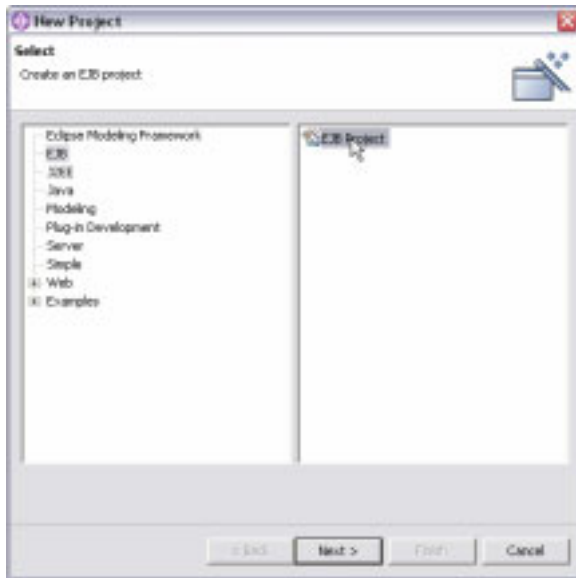 New Project
Select
Create an EJB project
Eclipse Modeling Framework
EJB
J2EE
Java
Modeling
Plug-in Development
Server
Simple
Web
Examples
EJB Project
< Back
Next >
Finish
Cancel